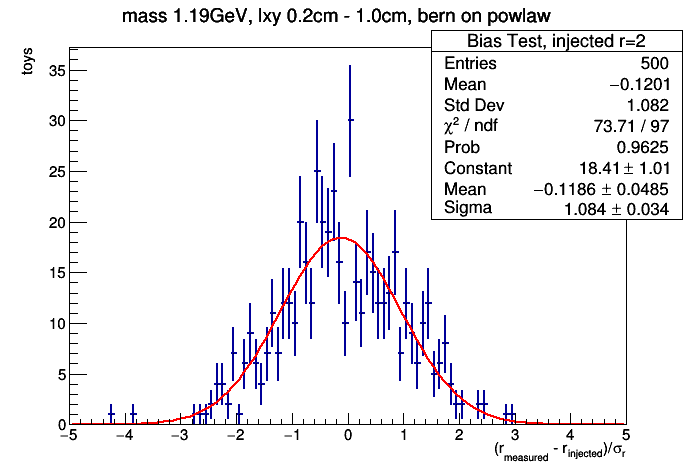 mass 1.19GeV, lxy 0.2cm - 1.0cm, bern on powlaw
toys
Bias Test, injected r=2
Entries 500
Mean −0.1201
Std Dev 1.082
χ² / ndf 73.71 / 97
Prob 0.9625
Constant 18.41 ± 1.01
Mean −0.1186 ± 0.0485
Sigma 1.084 ± 0.034
35
30
25
20
15
10
5
0
−5 −4 −3 −2 −1 0 1 2 3 4 5
(r_measured - r_injected)/σ_r